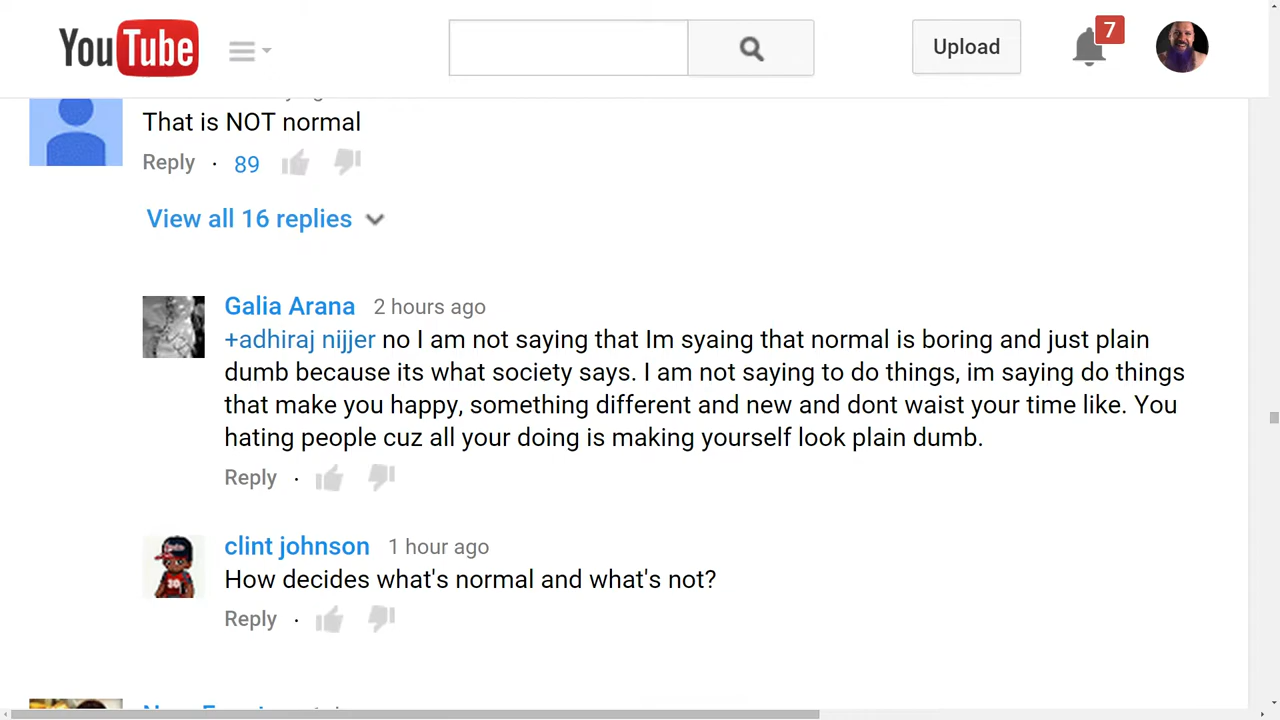 YouTube
Upload
7
That is NOT normal
Reply · 89
View all 16 replies
Galia Arana 2 hours ago
+adhiraj nijjer no I am not saying that Im syaing that normal is boring and just plain
dumb because its what society says. I am not saying to do things, im saying do things
that make you happy, something different and new and dont waist your time like. You
hating people cuz all your doing is making yourself look plain dumb.
Reply ·
clint johnson 1 hour ago
How decides what's normal and what's not?
Reply ·